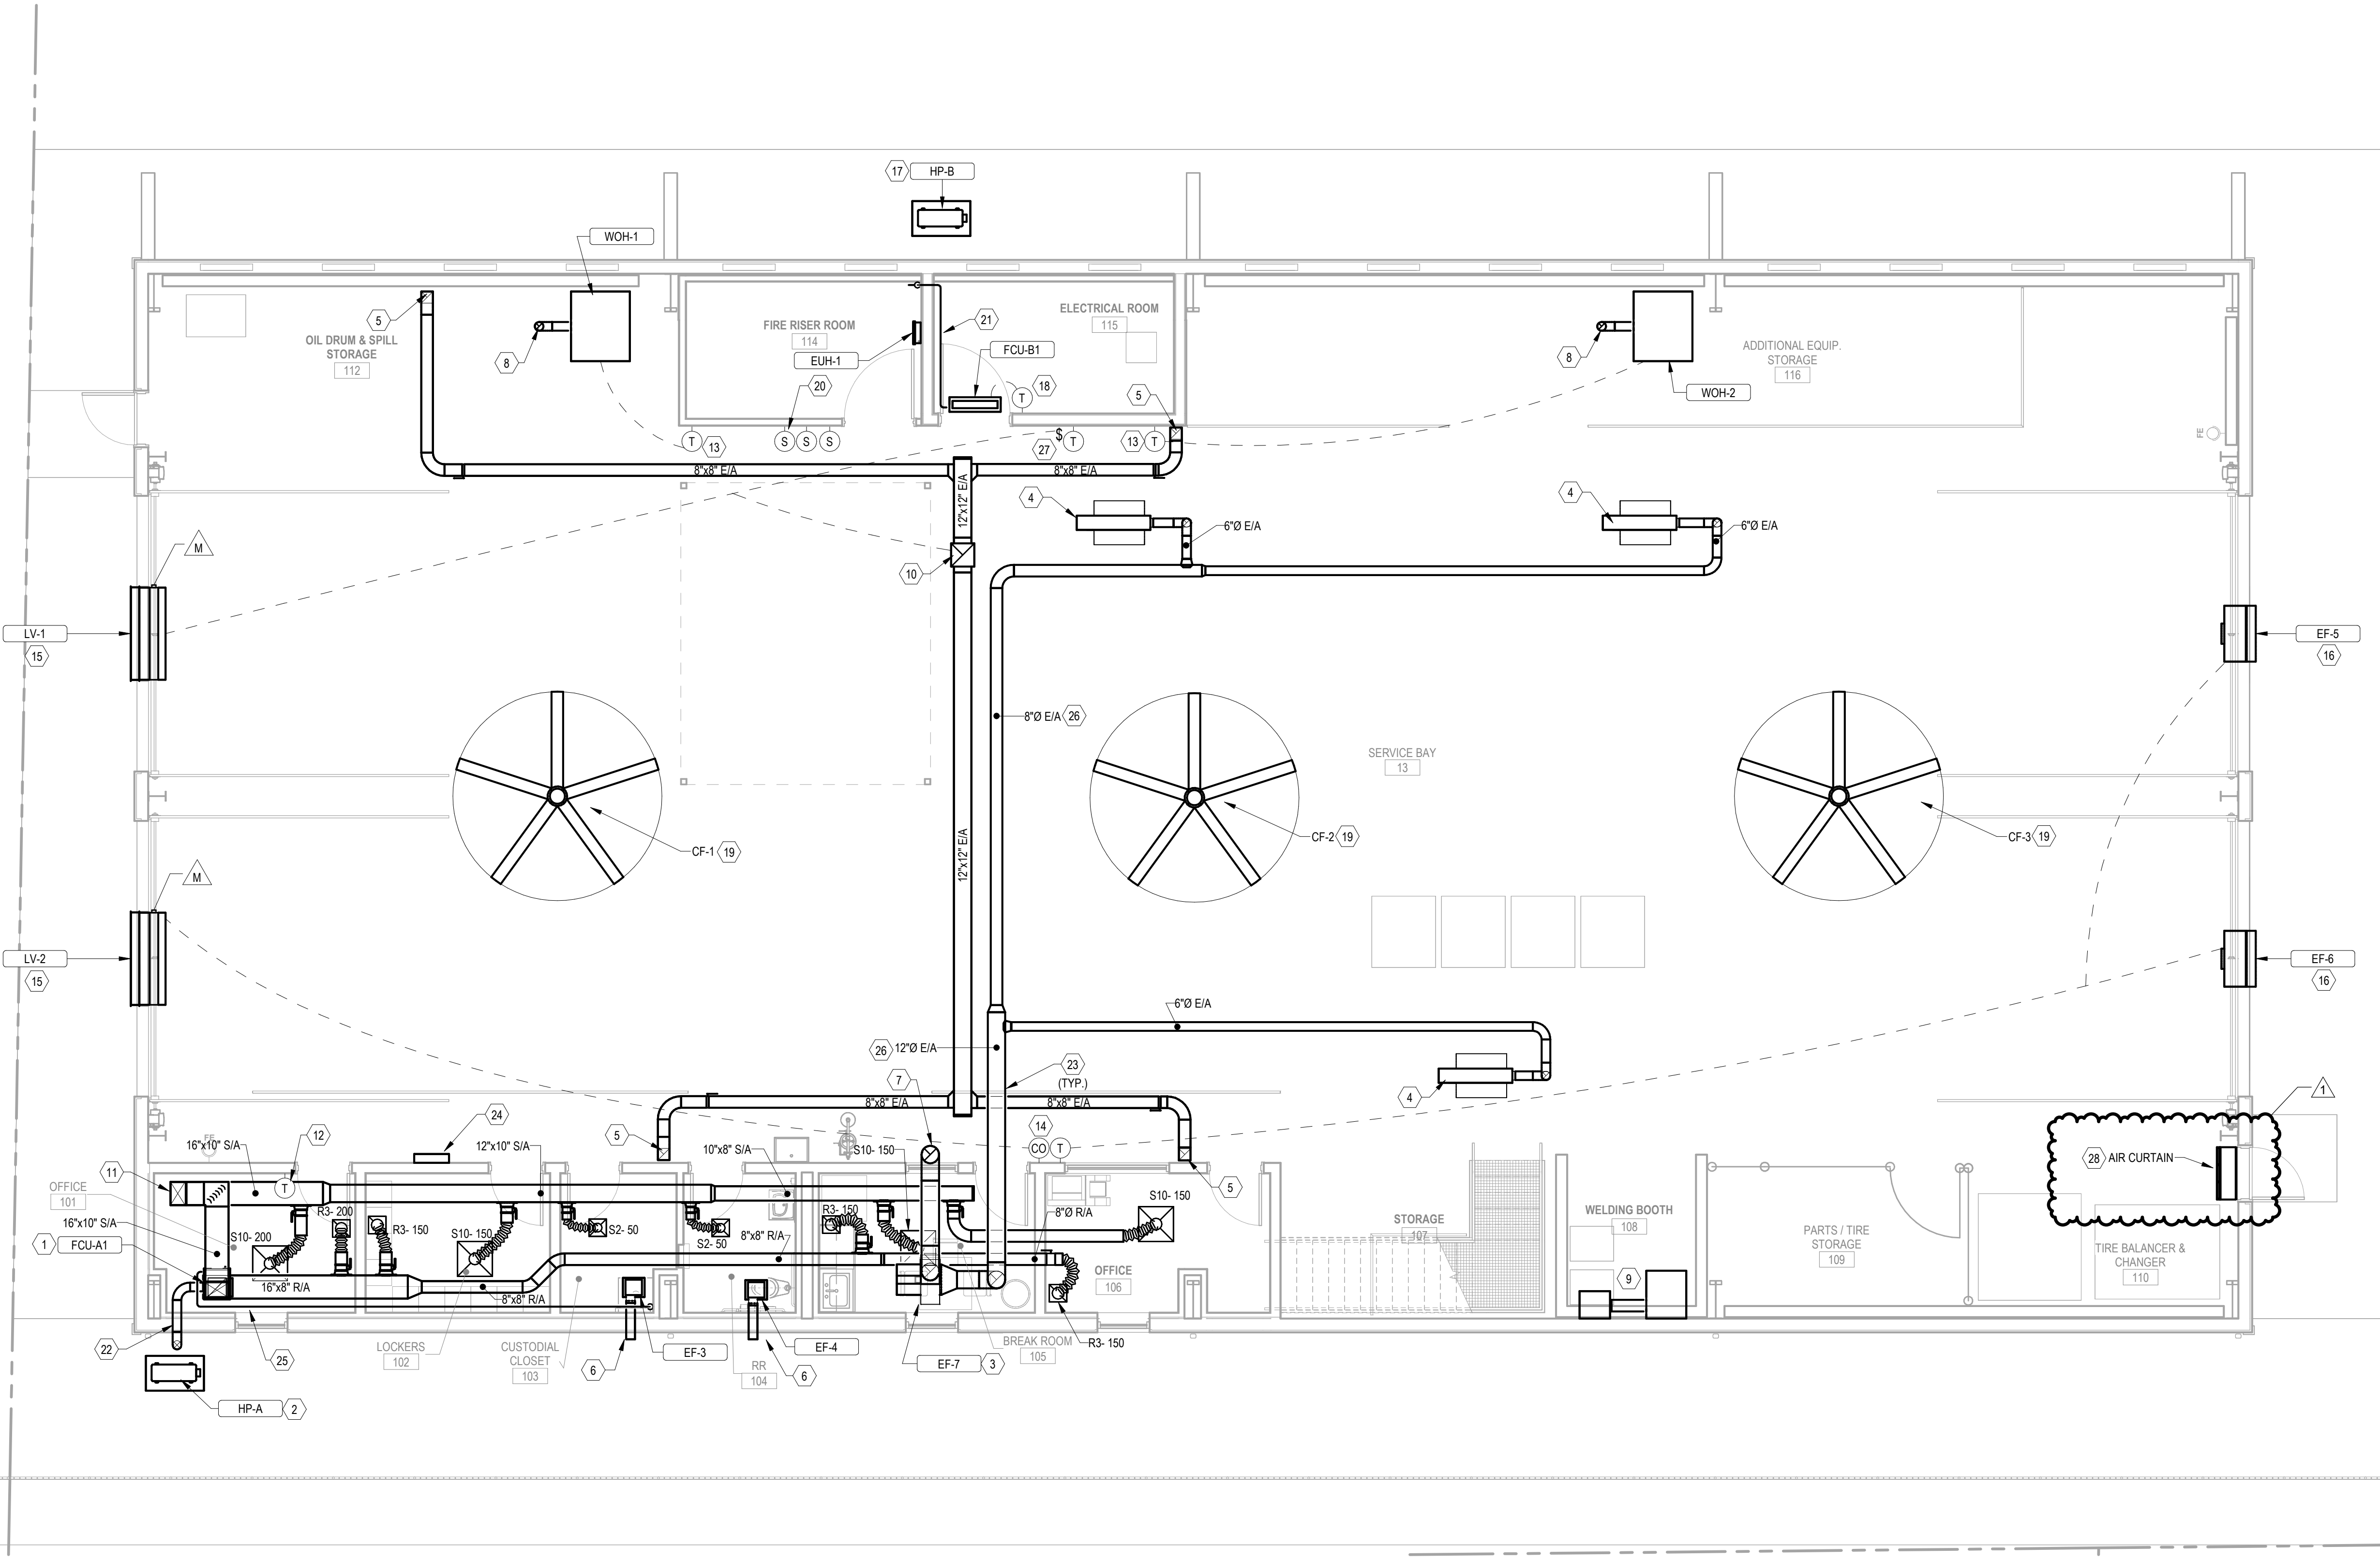 17 HP-B
WOH-1
5
8
OIL DRUM & SPILL
STORAGE
112
FIRE RISER ROOM
114
EUH-1
20
21
ELECTRICAL ROOM
115
FCU-B1
18
T
5
8
ADDITIONAL EQUIP.
STORAGE
116
WOH-2
FE
T 13
S S S
$ T
27
13 T
8"x8" E/A
8"x8" E/A
12"x12" E/A
4
6"Ø E/A
4
6"Ø E/A
M
10
LV-1
15
EF-5
16
8"Ø E/A 26
SERVICE BAY
13
CF-1 19
CF-2 19
CF-3 19
12"x12" E/A
M
LV-2
15
EF-6
16
6"Ø E/A
26 12"Ø E/A
23
(TYP.)
7
4
1
8"x8" E/A
8"x8" E/A
24
5
14
CO T
5
FE
16"x10" S/A
12
12"x10" S/A
10"x8" S/A
S10- 150
28 AIR CURTAIN
11
OFFICE
101
T
16"x10" S/A
S10- 200
R3- 200
R3- 150
S10- 150
S2- 50
S2- 50
R3- 150
8"x8" R/A
8"Ø R/A
S10- 150
1 FCU-A1
16"x8" R/A
8"x8" R/A
OFFICE
106
STORAGE
107
WELDING BOOTH
108
9
PARTS / TIRE
STORAGE
109
TIRE BALANCER &
CHANGER
110
22
25
LOCKERS
102
CUSTODIAL
CLOSET
103
6
EF-3
RR
104
EF-4
6
EF-7 3
BREAK ROOM
105
R3- 150
HP-A 2